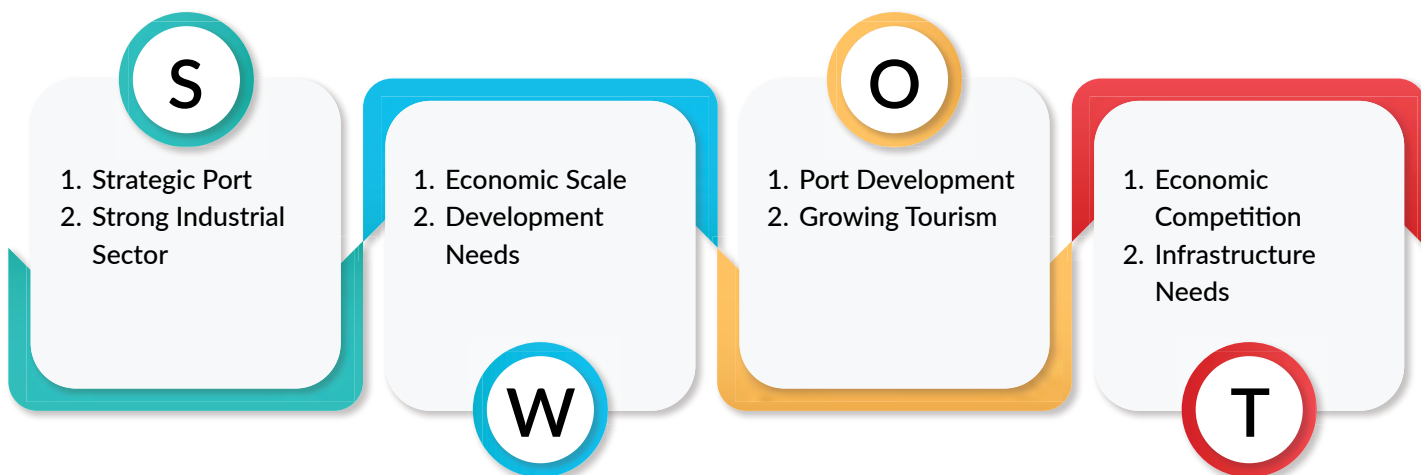 S
1. Strategic Port
2. Strong Industrial
Sector
W
1. Economic Scale
2. Development
Needs
O
1. Port Development
2. Growing Tourism
T
1. Economic
Competition
2. Infrastructure
Needs